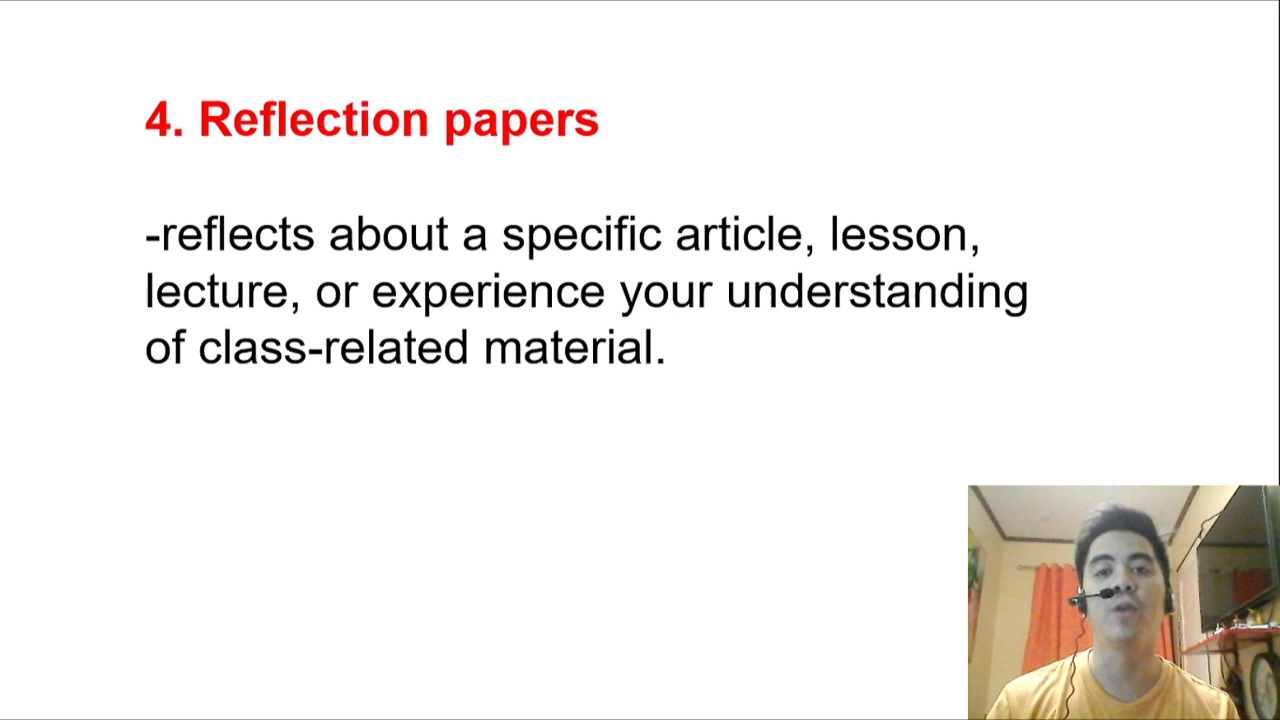 4. Reflection papers
-reflects about a specific article, lesson,
lecture, or experience your understanding
of class-related material.